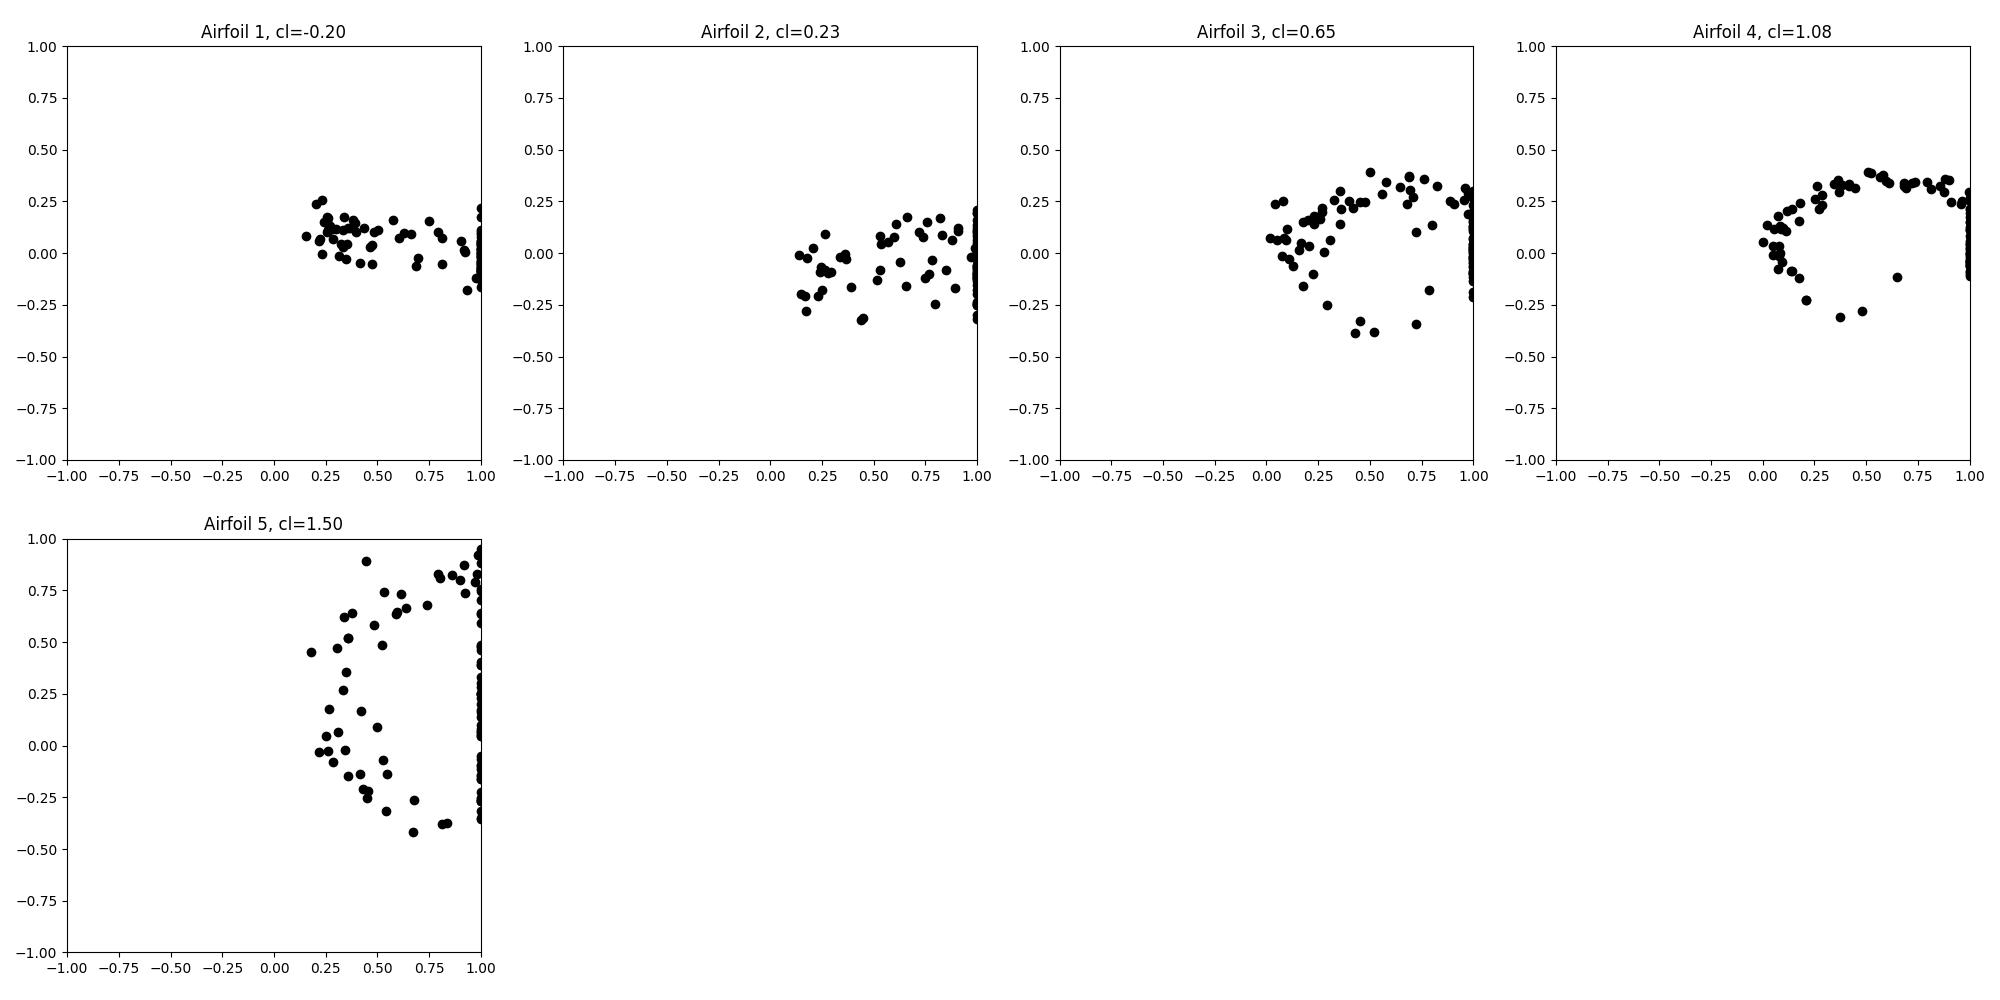 Airfoil 1, cl=-0.20
Airfoil 2, cl=0.23
Airfoil 3, cl=0.65
Airfoil 4, cl=1.08
1.00 1.00 1.00 1.00
0.75 0.75 0.75 0.75
0.50 0.50 0.50 0.50
0.25 0.25 0.25 0.25
0.00 0.00 0.00 0.00
−0.25 −0.25 −0.25 −0.25
−0.50 −0.50 −0.50 −0.50
−0.75 −0.75 −0.75 −0.75
−1.00 −1.00 −1.00 −1.00
−1.00 −0.75 −0.50 −0.25 0.00 0.25 0.50 0.75 1.00
−1.00 −0.75 −0.50 −0.25 0.00 0.25 0.50 0.75 1.00
−1.00 −0.75 −0.50 −0.25 0.00 0.25 0.50 0.75 1.00
−1.00 −0.75 −0.50 −0.25 0.00 0.25 0.50 0.75 1.00
Airfoil 5, cl=1.50
1.00
0.75
0.50
0.25
0.00
−0.25
−0.50
−0.75
−1.00
−1.00 −0.75 −0.50 −0.25 0.00 0.25 0.50 0.75 1.00